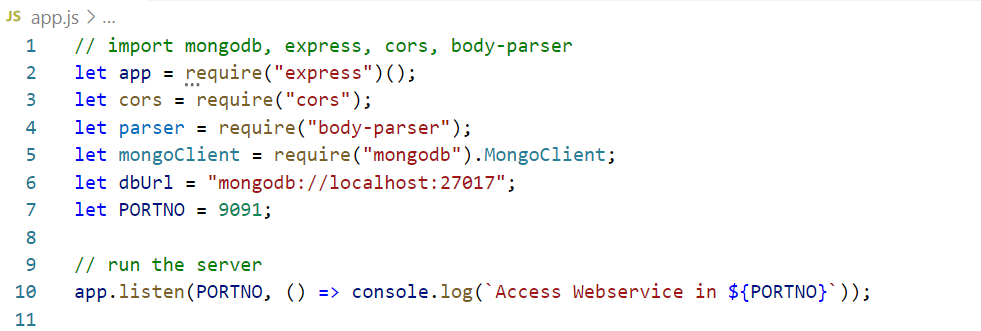 JS app.js > ...
1 // import mongodb, express, cors, body-parser
2 let app = require("express")();
3 let cors = require("cors");
4 let parser = require("body-parser");
5 let mongoClient = require("mongodb").MongoClient;
6 let dbUrl = "mongodb://localhost:27017";
7 let PORTNO = 9091;
8
9 // run the server
10 app.listen(PORTNO, () => console.log(`Access Webservice in ${PORTNO}`));
11